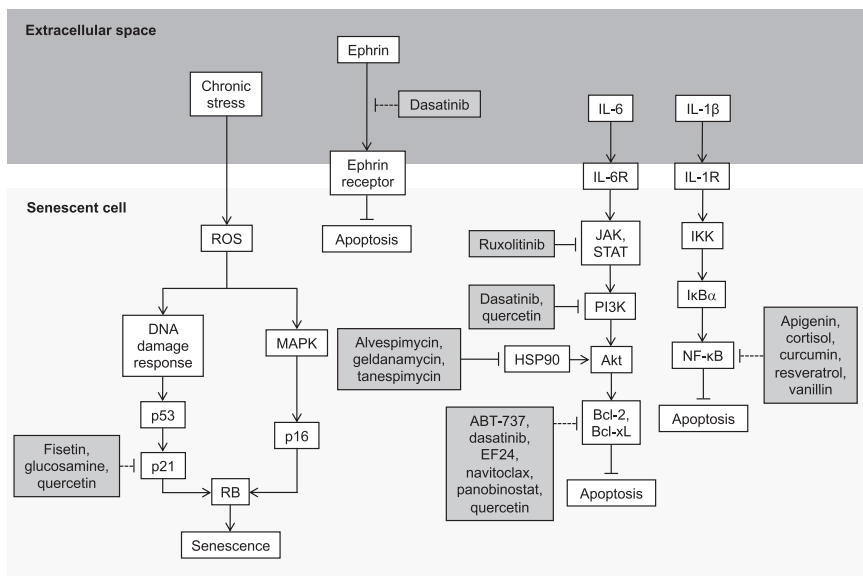 Extracellular space
Ephrin
Chronic
stress
Dasatinib
IL-6
IL-1β
Ephrin
receptor
IL-6R
IL-1R
Senescent cell
ROS
Apoptosis
Ruxolitinib
JAK,
STAT
IKK
Dasatinib,
quercetin
PI3K
IκBα
DNA
damage
response
MAPK
Alvespimycin,
geldanamycin,
tanespimycin
HSP90
Akt
NF-κB
Apigenin,
cortisol,
curcumin,
resveratrol,
vanillin
p53
p16
ABT-737,
dasatinib,
EF24,
navitoclax,
panobinostat,
quercetin
Bcl-2,
Bcl-xL
Apoptosis
Fisetin,
glucosamine,
quercetin
p21
RB
Apoptosis
Senescence